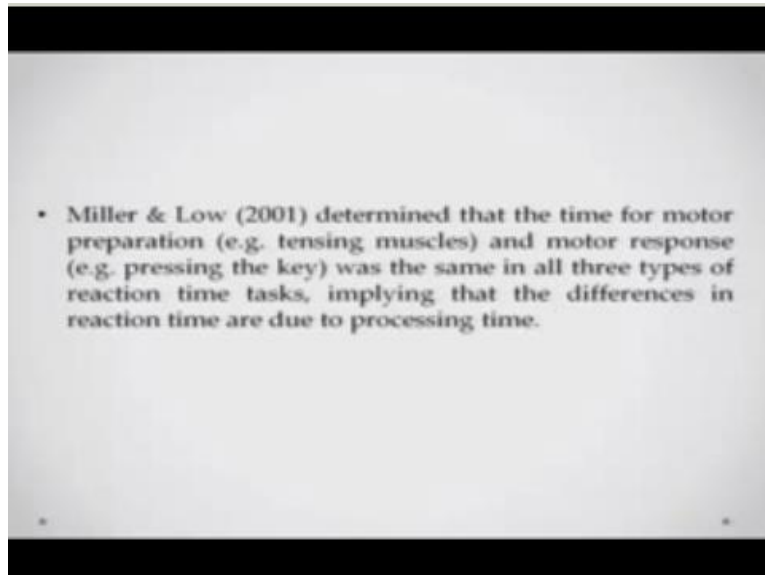 • Miller & Low (2001) determined that the time for motor
preparation (e.g. tensing muscles) and motor response
(e.g. pressing the key) was the same in all three types of
reaction time tasks, implying that the differences in
reaction time are due to processing time.